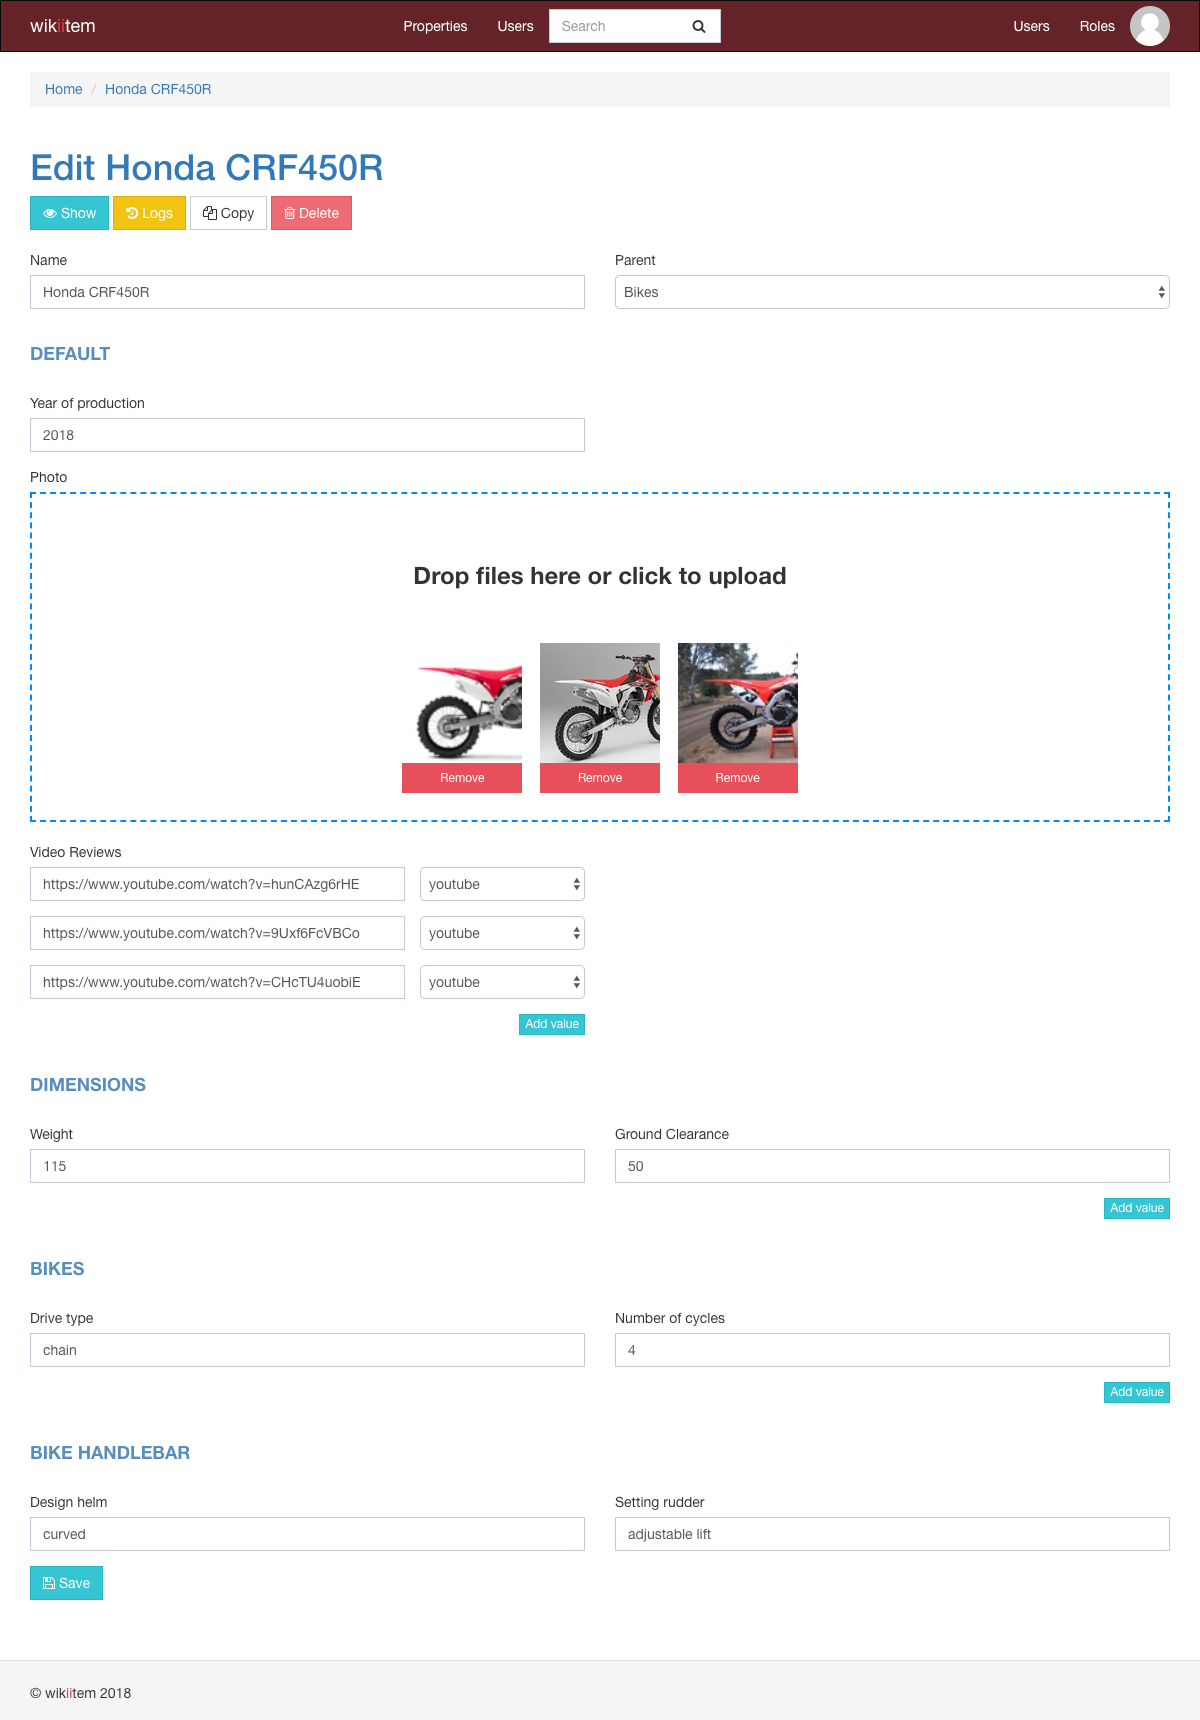 wikiitem Properties Users Search Users Roles
Home / Honda CRF450R
Edit Honda CRF450R
Show Logs Copy Delete
Name Parent
Honda CRF450R Bikes
DEFAULT
Year of production
2018
Photo
Drop files here or click to upload
Remove Remove Remove
Video Reviews
https://www.youtube.com/watch?v=hunCAzg6rHE youtube
https://www.youtube.com/watch?v=9Uxf6FcVBCo youtube
https://www.youtube.com/watch?v=CHcTU4uobiE youtube
Add value
DIMENSIONS
Weight Ground Clearance
115 50
Add value
BIKES
Drive type Number of cycles
chain 4
Add value
BIKE HANDLEBAR
Design helm Setting rudder
curved adjustable lift
Save
© wikiitem 2018